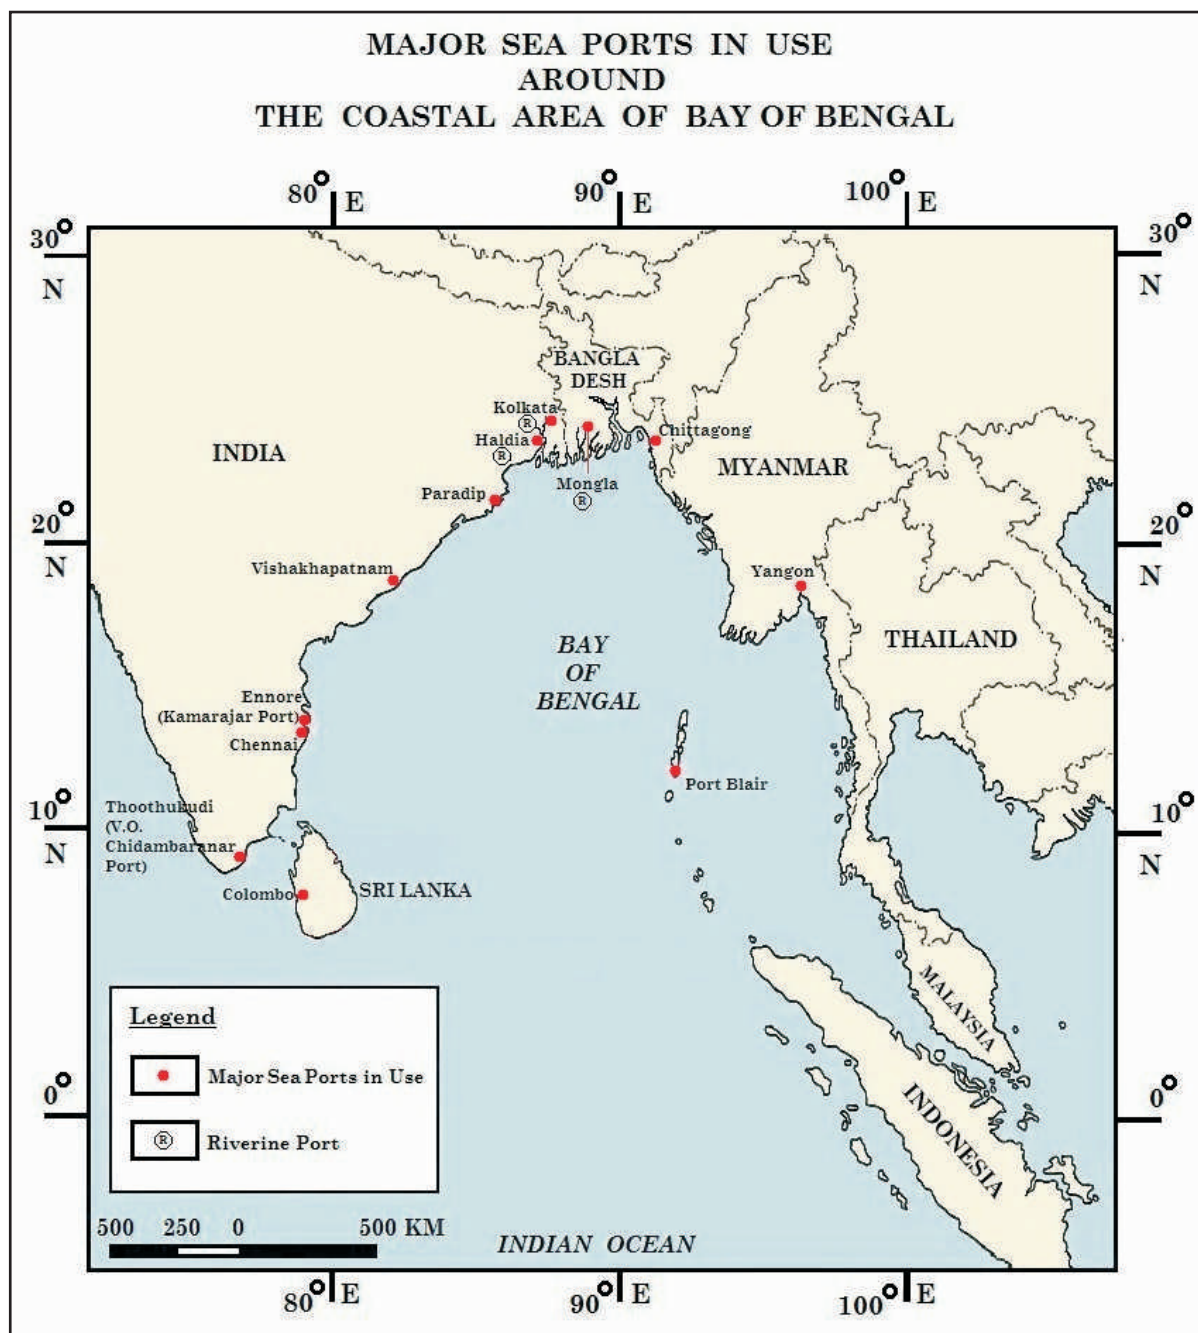 MAJOR SEA PORTS IN USE
AROUND
THE COASTAL AREA OF BAY OF BENGAL
80° E
90° E
100° E
30°
N
30°
N
BANGLA
DESH
Kolkata
R
Haldia
R
Chittagong
INDIA
MYANMAR
Mongla
R
Paradip
20°
N
20°
N
Vishakhapatnam
Yangon
BAY
OF
BENGAL
THAILAND
Ennore
(Kamarajar Port)
Chennai
Port Blair
10°
N
10°
N
Thoothukudi
(V.O.
Chidambaranar
Port)
Colombo
SRI LANKA
MALAYSIA
INDONESIA
Legend
Major Sea Ports in Use
R
Riverine Port
0°
0°
500 250 0 500 KM
INDIAN OCEAN
80° E
90° E
100° E